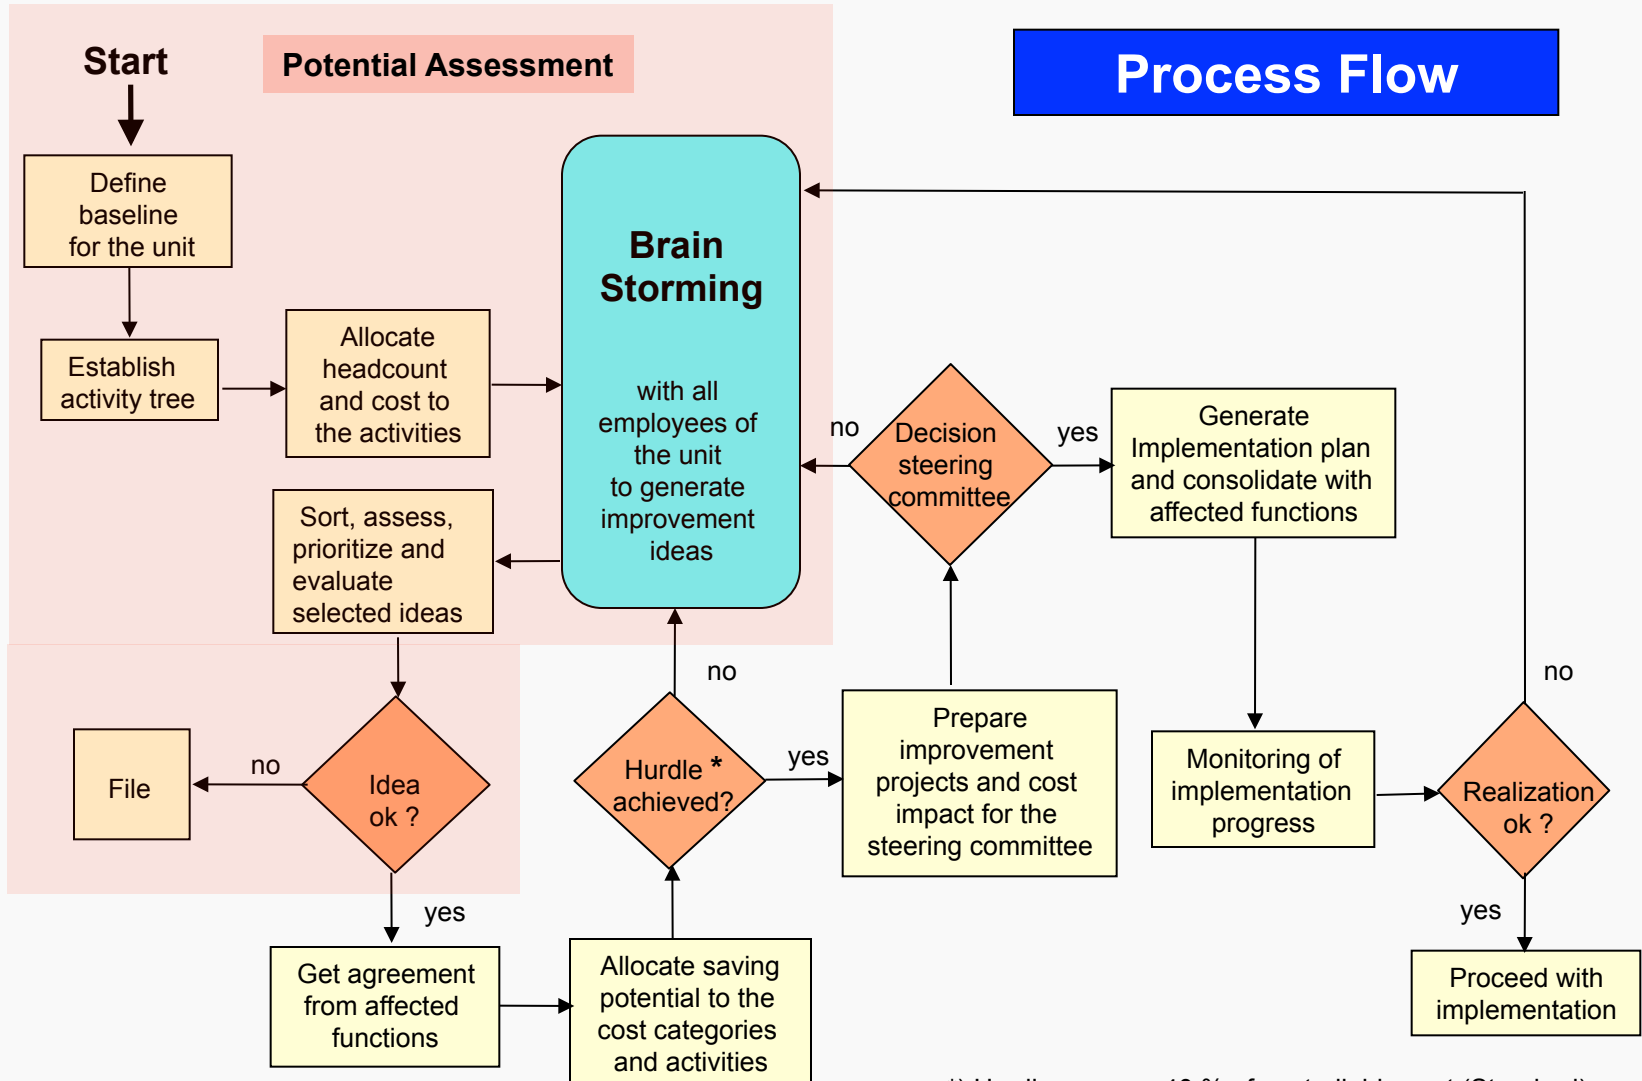 Start
Potential Assessment
Process Flow
Define
baseline
for the unit
Establish
activity tree
Allocate
headcount
and cost to
the activities
Brain
Storming
with all
employees of
the unit
to generate
improvement
ideas
Sort, assess,
prioritize and
evaluate
selected ideas
no
Decision
steering
committee
yes
Generate
Implementation plan
and consolidate with
affected functions
File
no
Idea
ok ?
yes
no
Hurdle *
achieved?
yes
Prepare
improvement
projects and cost
impact for the
steering committee
Monitoring of
implementation
progress
no
Realization
ok ?
yes
Get agreement
from affected
functions
Allocate saving
potential to the
cost categories
and activities
Proceed with
implementation